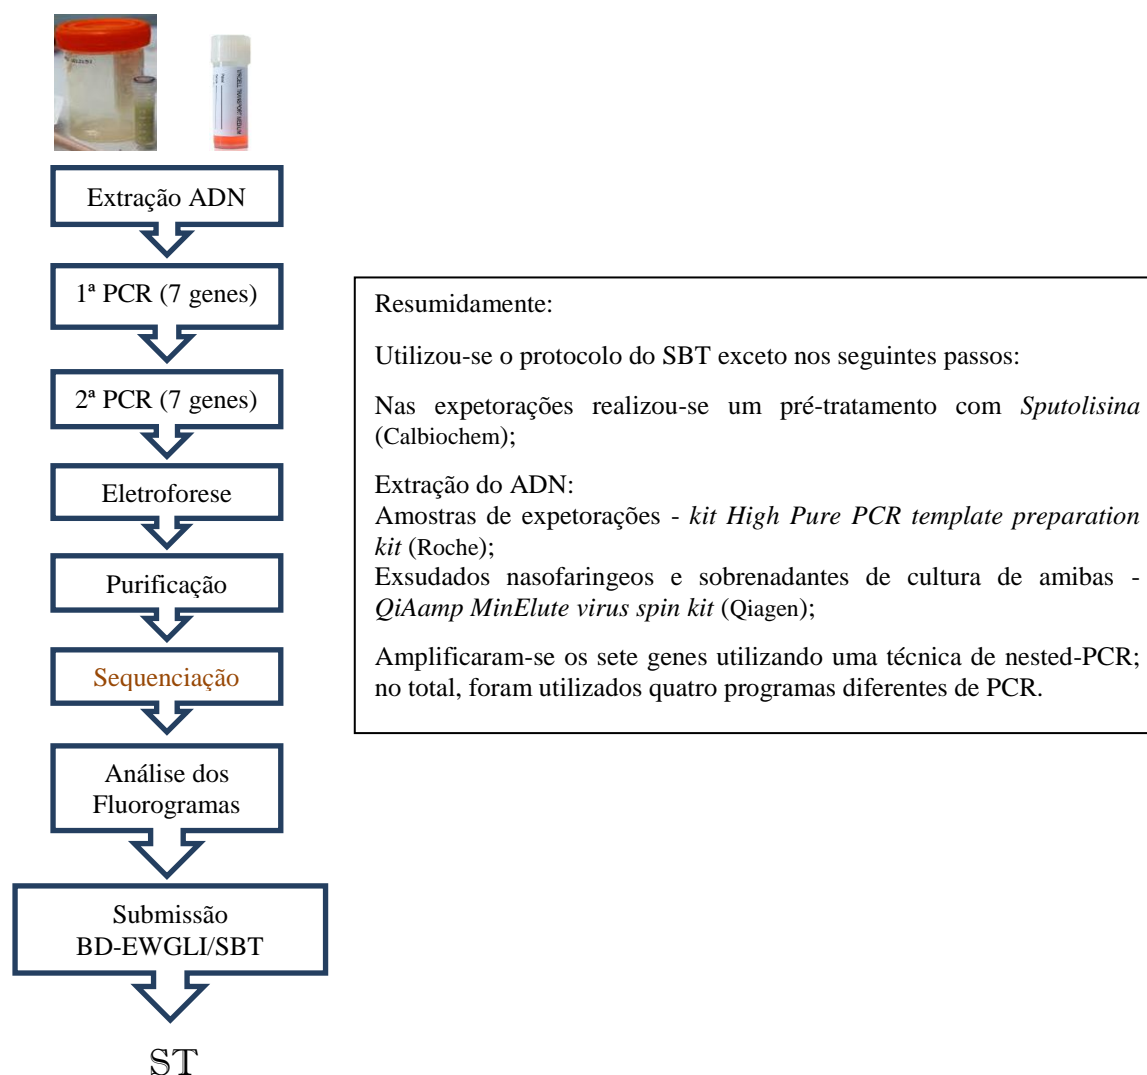 Extração ADN
1ª PCR (7 genes)
2ª PCR (7 genes)
Eletroforese
Purificação
Sequenciação
Análise dos
Fluorogramas
Submissão
BD-EWGLI/SBT
ST
Resumidamente:
Utilizou-se o protocolo do SBT exceto nos seguintes passos:
Nas expetorações realizou-se um pré-tratamento com Sputolisina
(Calbiochem);
Extração do ADN:
Amostras de expetorações - kit High Pure PCR template preparation
kit (Roche);
Exsudados nasofaringeos e sobrenadantes de cultura de amibas -
QiAamp MinElute virus spin kit (Qiagen);
Amplificaram-se os sete genes utilizando uma técnica de nested-PCR;
no total, foram utilizados quatro programas diferentes de PCR.